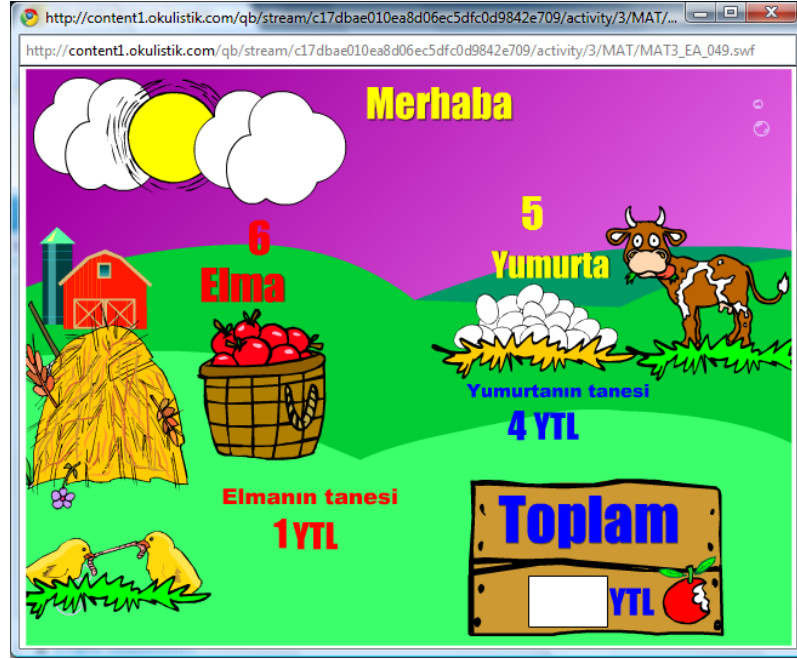 http://content1.okulistik.com/qb/stream/c17dbae010ea8d06ec5dfc0d9842e709/activity/3/MAT/...
http://content1.okulistik.com/qb/stream/c17dbae010ea8d06ec5dfc0d9842e709/activity/3/MAT/MAT3_EA_049.swf
Merhaba
5
Yumurta
6
Elma
Yumurtanın tanesi
4 YTL
Elmanın tanesi
1 YTL
Toplam
YTL